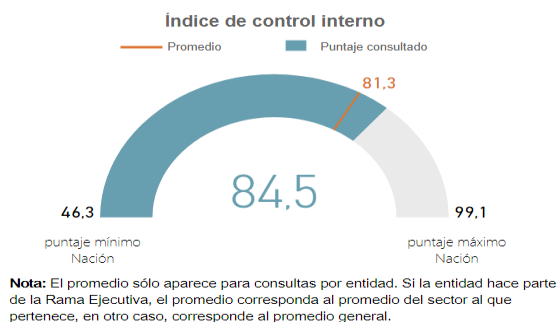 Índice de control interno
Promedio
Puntaje consultado
81,3
84,5
46,3
99,1
puntaje mínimo
Nación
puntaje máximo
Nación
Nota: El promedio sólo aparece para consultas por entidad. Si la entidad hace parte
de la Rama Ejecutiva, el promedio corresponda al promedio del sector al que
pertenece, en otro caso, corresponde al promedio general.